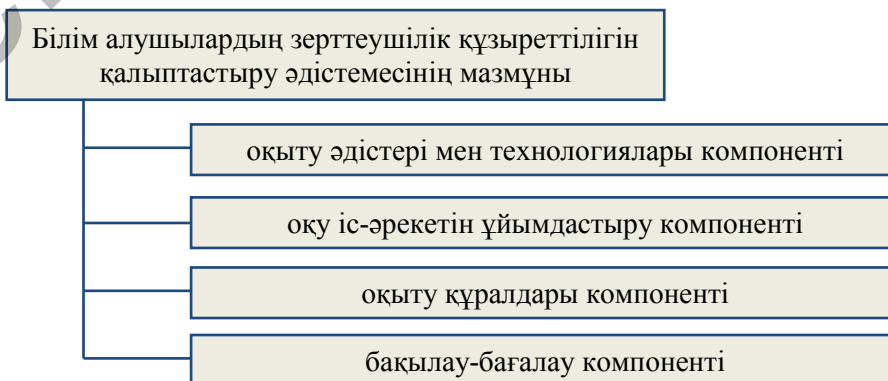 Білім алушылардың зерттеушілік құзыреттілігін
қалыптастыру әдістемесінің мазмұны
оқыту әдістері мен технологиялары компоненті
оқу іс-әрекетін ұйымдастыру компоненті
оқыту құралдары компоненті
бақылау-бағалау компоненті